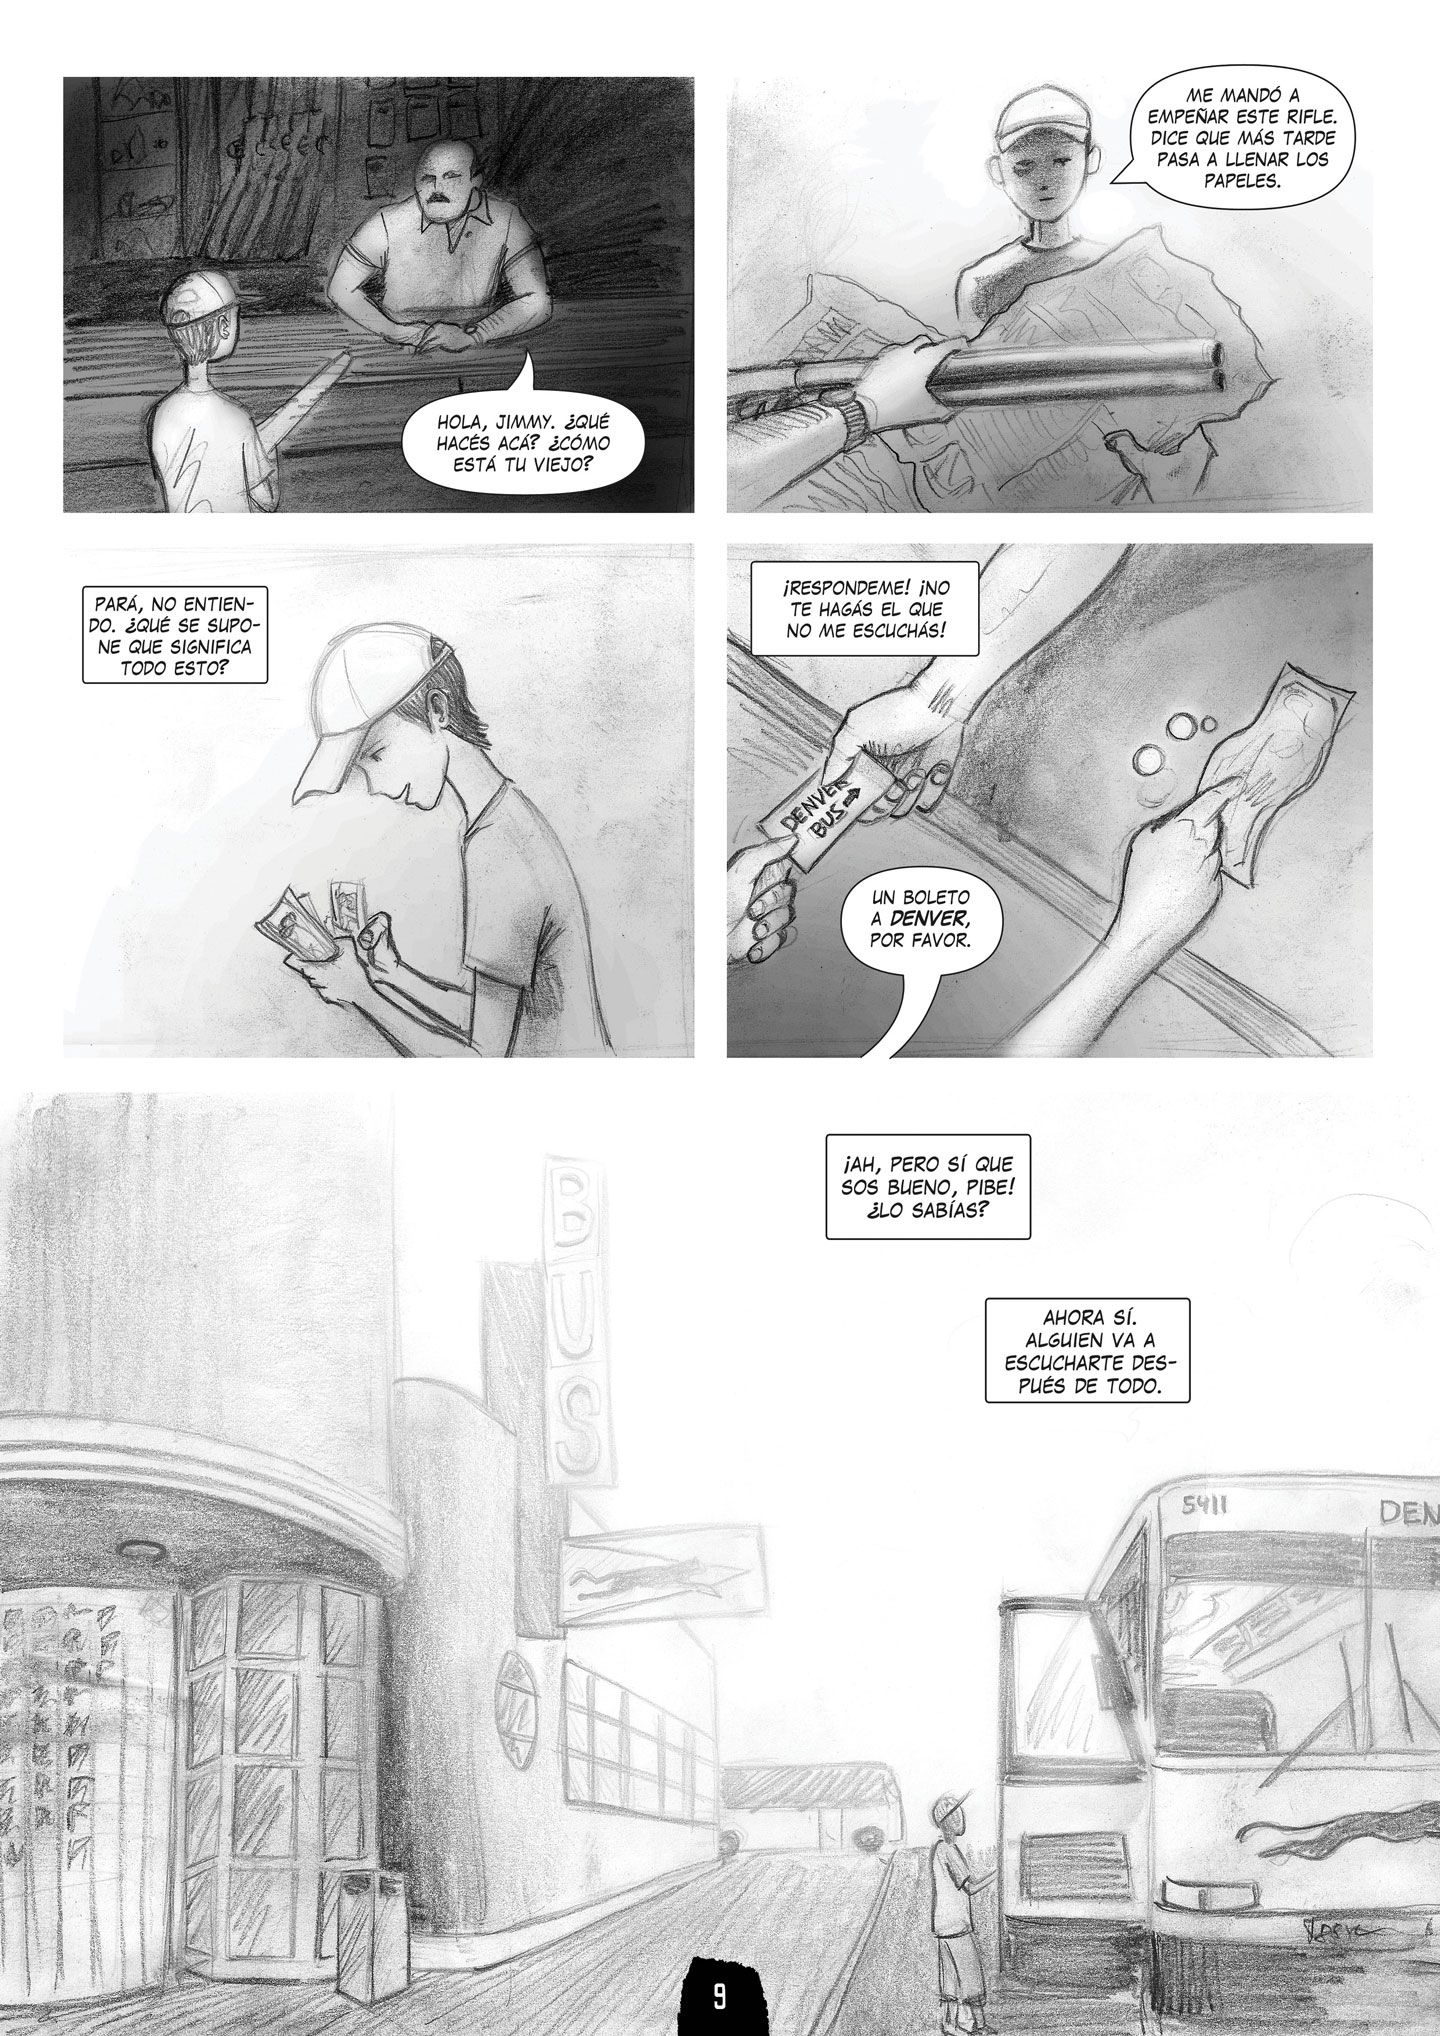 HOLA, JIMMY. ¿QUÉ
HACÉS ACÁ? ¿CÓMO
ESTÁ TU VIEJO?
ME MANDÓ A
EMPEÑAR ESTE RIFLE.
DICE QUE MÁS TARDE
PASA A LLENAR LOS
PAPELES.
PARÁ, NO ENTIEN-
DO. ¿QUÉ SE SUPO-
NE QUE SIGNIFICA
TODO ESTO?
¡RESPONDEME! ¡NO
TE HAGÁS EL QUE
NO ME ESCUCHÁS!
DENVER
BUS
UN BOLETO
A DENVER,
POR FAVOR.
¡AH, PERO SÍ QUE
SOS BUENO, PIBE!
¿LO SABÍAS?
AHORA SÍ.
ALGUIEN VA A
ESCUCHARTE DES-
PUÉS DE TODO.
BUS
5411
DEN
9